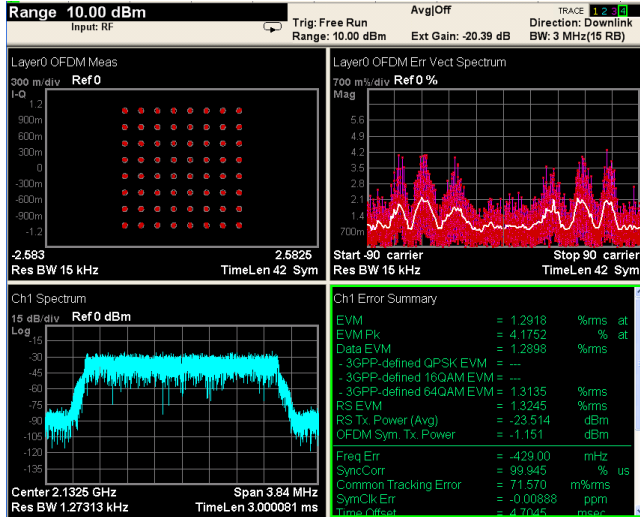 Range 10.00 dBm
Input: RF
Trig: Free Run
Range: 10.00 dBm
Avg|Off
Ext Gain: -20.39 dB
TRACE 1 2 3 4
Direction: Downlink
BW: 3 MHz(15 RB)
Layer0 OFDM Meas
300 m/div Ref 0
I-Q
1.2
900m
600m
300m
0
-300m
-600m
-900m
-1.2
-2.583 2.5825
Res BW 15 kHz TimeLen 42 Sym
Layer0 OFDM Err Vect Spectrum
700 m%/div Ref 0 %
Mag
5.6
4.9
4.2
3.5
2.8
2.1
1.4
700m
Start -90 carrier Stop 90 carrier
Res BW 15 kHz TimeLen 42 Sym
Ch1 Spectrum
15 dB/div Ref 0 dBm
Log
-15
-30
-45
-60
-75
-90
-105
-120
-135
Center 2.1325 GHz Span 3.84 MHz
Res BW 1.27313 kHz TimeLen 3.000081 ms
Ch1 Error Summary
EVM = 1.2918 %rms at
EVM Pk = 4.1752 % at
Data EVM = 1.2898 %rms
- 3GPP-defined QPSK EVM = ---
- 3GPP-defined 16QAM EVM = ---
- 3GPP-defined 64QAM EVM = 1.3135 %rms
RS EVM = 1.3245 %rms
RS Tx. Power (Avg) = -23.514 dBm
OFDM Sym. Tx. Power = -1.151 dBm
Freq Err = -429.00 mHz
SyncCorr = 99.945 % us
Common Tracking Error = 71.570 m%rms
SymClk Err = -0.00888 ppm
Time Offset = 4.7045 msec